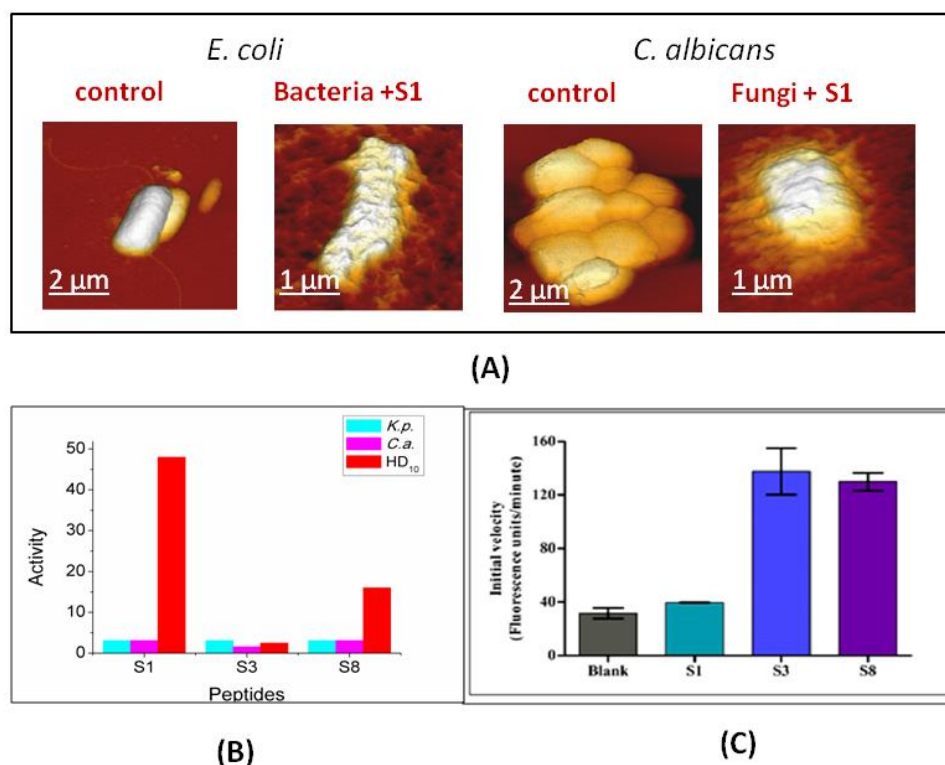 E. coli C. albicans
control Bacteria +S1 control Fungi + S1
2 µm 1 µm 2 µm 1 µm
(A)
K.p.
C.a.
HD10
50
40
30
20
10
0
Activity
S1 S3 S8
Peptides
(B)
160
120
80
40
0
Initial velocity
(Fluorescence units/minute)
Blank S1 S3 S8
(C)